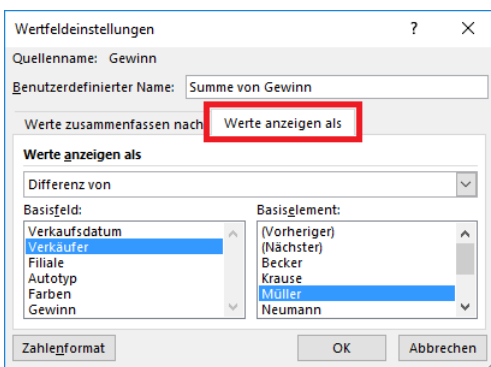 Wertfeldeinstellungen ? ×
Quellenname: Gewinn
Benutzerdefinierter Name: Summe von Gewinn
Werte zusammenfassen nach Werte anzeigen als
Werte anzeigen als
Differenz von
Basisfeld: Basiselement:
Verkaufsdatum (Vorheriger)
Verkäufer (Nächster)
Filiale Becker
Autotyp Krause
Farben Müller
Gewinn Neumann
Zahlenformat OK Abbrechen